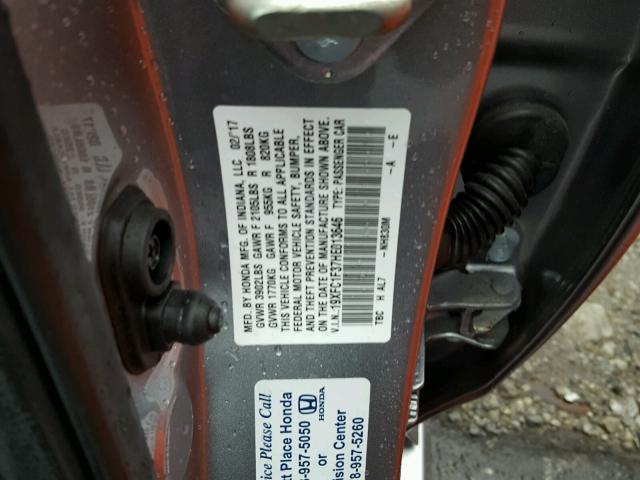 MFD. BY HONDA MFG. OF INDIANA, LLC 02/17
GVWR 3902LBS GAWR F 2105LBS R 1808LBS
GVWR 1770KG GAWR F 955KG R 820KG
THIS VEHICLE CONFORMS TO ALL APPLICABLE
FEDERAL MOTOR VEHICLE SAFETY, BUMPER,
AND THEFT PREVENTION STANDARDS IN EFFECT
ON THE DATE OF MANUFACTURE SHOWN ABOVE.
V.I.N.: 19XFC1F37HE013646 TYPE: PASSENGER CAR
TBC H AL7 -NH830M -A -E
ice Please Call
t Place Honda
-957-5050
or
HONDA
ision Center
8-957-5260